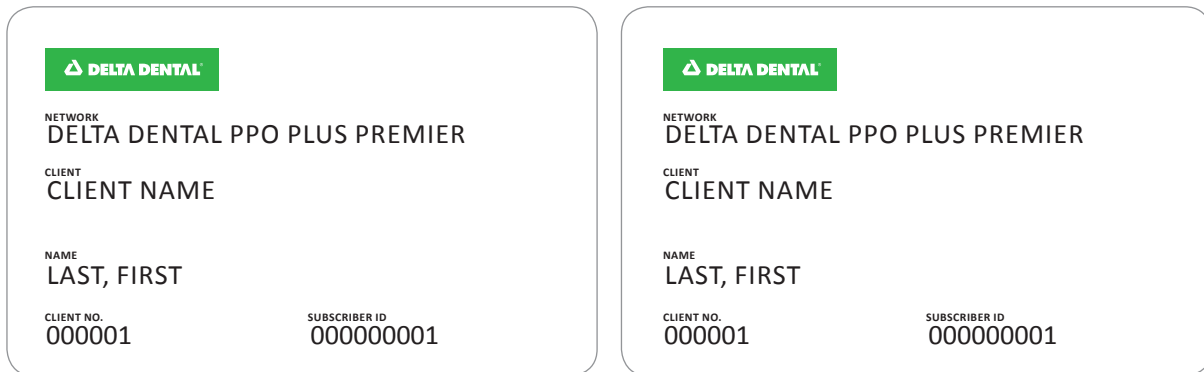 DELTA DENTAL®
NETWORK
DELTA DENTAL PPO PLUS PREMIER
CLIENT
CLIENT NAME
NAME
LAST, FIRST
CLIENT NO. SUBSCRIBER ID
000001 000000001
DELTA DENTAL®
NETWORK
DELTA DENTAL PPO PLUS PREMIER
CLIENT
CLIENT NAME
NAME
LAST, FIRST
CLIENT NO. SUBSCRIBER ID
000001 000000001